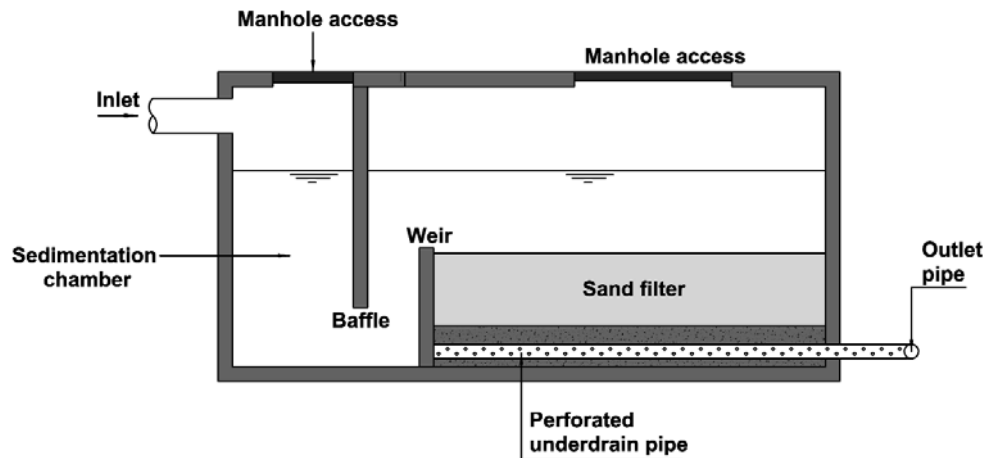 Manhole access
Manhole access
Inlet
Weir
Sedimentation
chamber
Outlet
pipe
Sand filter
Baffle
Perforated
underdrain pipe